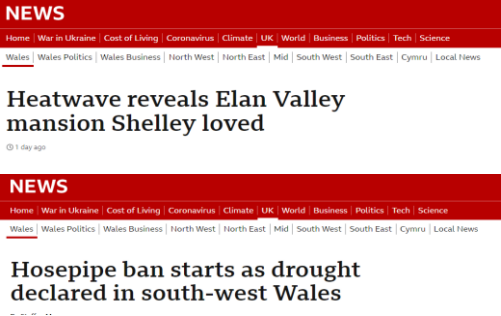 NEWS
Home War in Ukraine Cost of Living Coronavirus Climate UK World Business Politics Tech Science
Wales Wales Politics Wales Business North West North East Mid South West South East Cymru Local News
Heatwave reveals Elan Valley
mansion Shelley loved
1 day ago
NEWS
Home War in Ukraine Cost of Living Coronavirus Climate UK World Business Politics Tech Science
Wales Wales Politics Wales Business North West North East Mid South West South East Cymru Local News
Hosepipe ban starts as drought
declared in south-west Wales